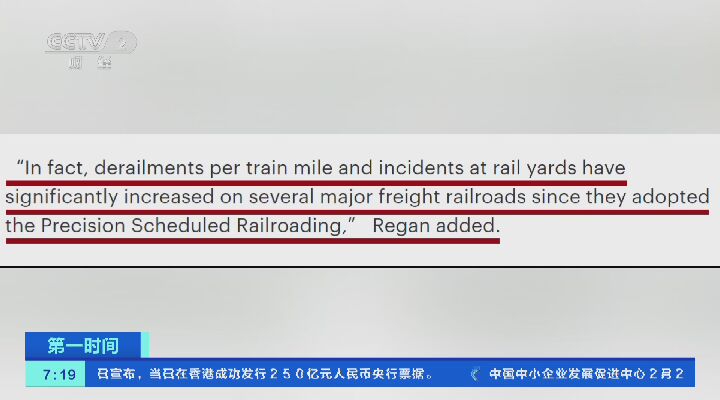 CCTV 2
财经
“In fact, derailments per train mile and incidents at rail yards have
significantly increased on several major freight railroads since they adopted
the Precision Scheduled Railroading,” Regan added.
第一时间
7:19 日宣布，当日在香港成功发行250亿元人民币央行票据。 中国中小企业发展促进中心2月2